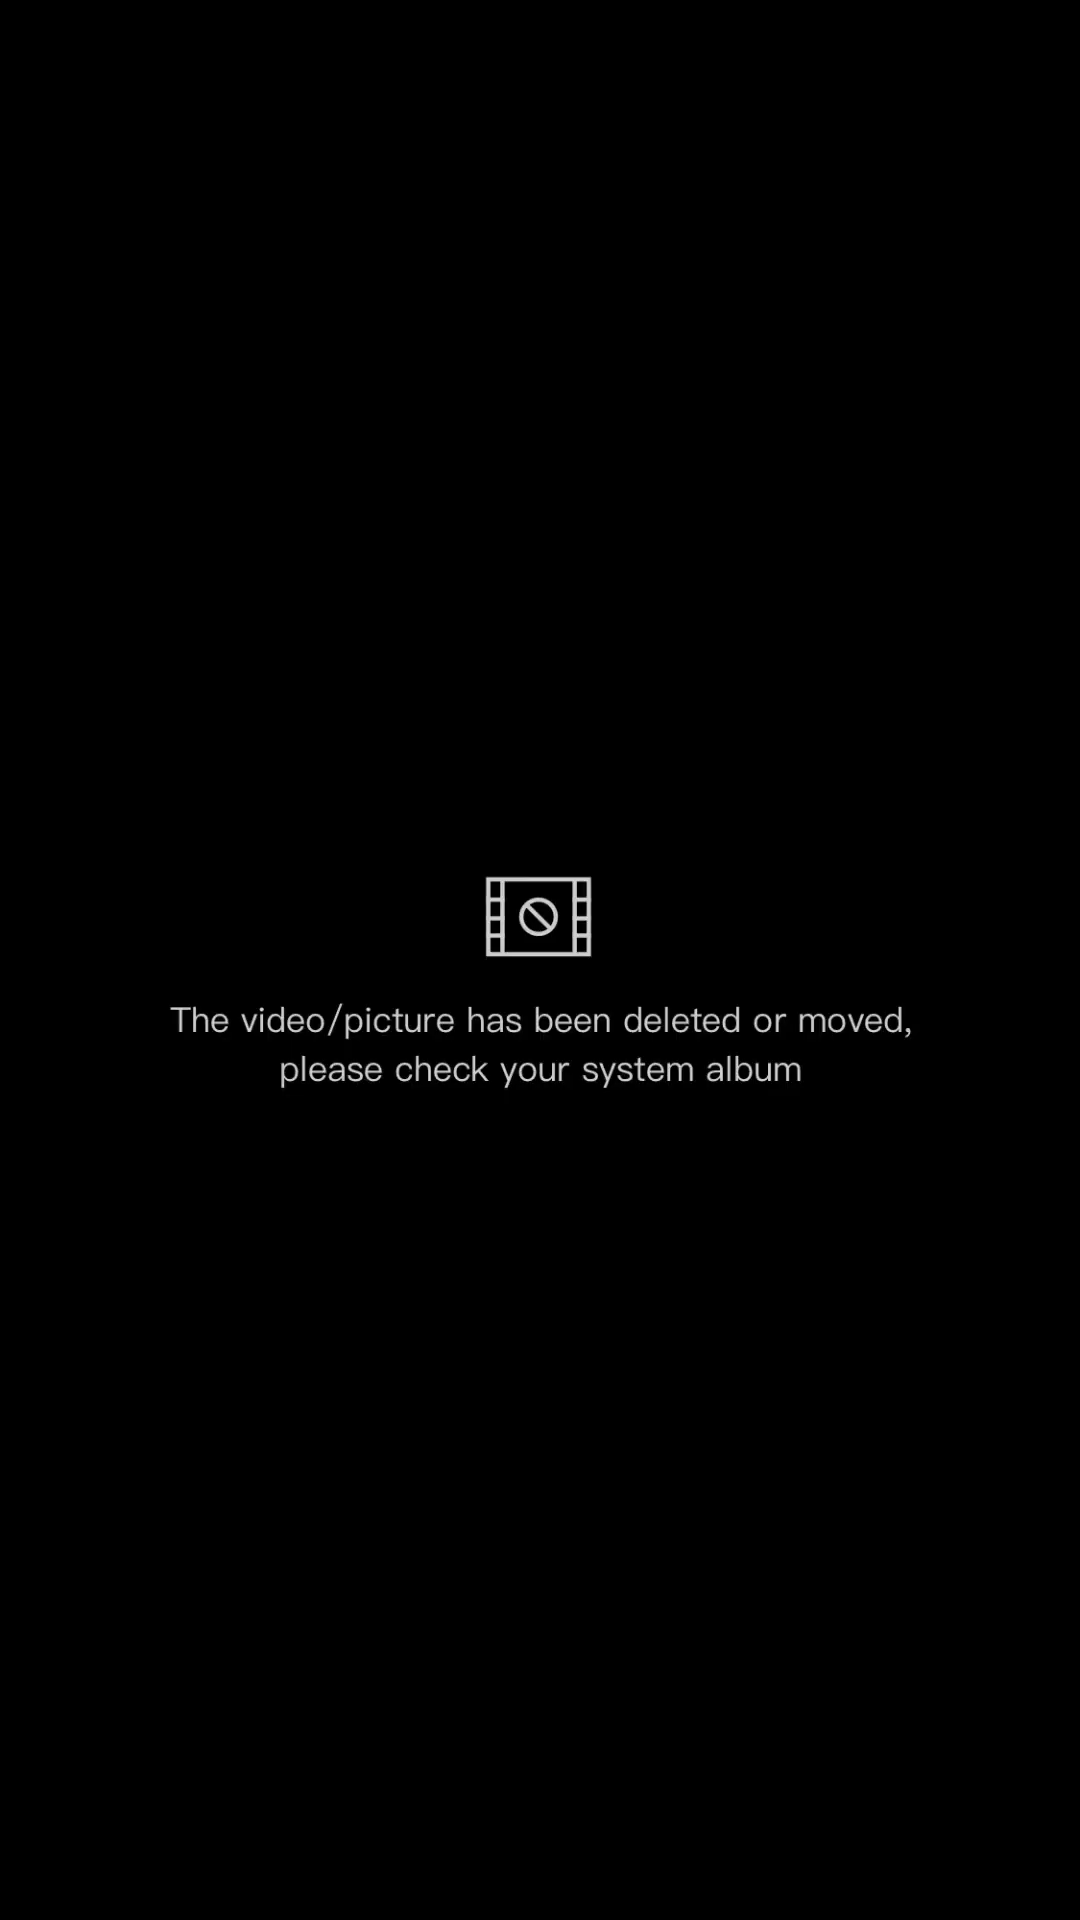 The video/picture has been deleted or moved,
please check your system album